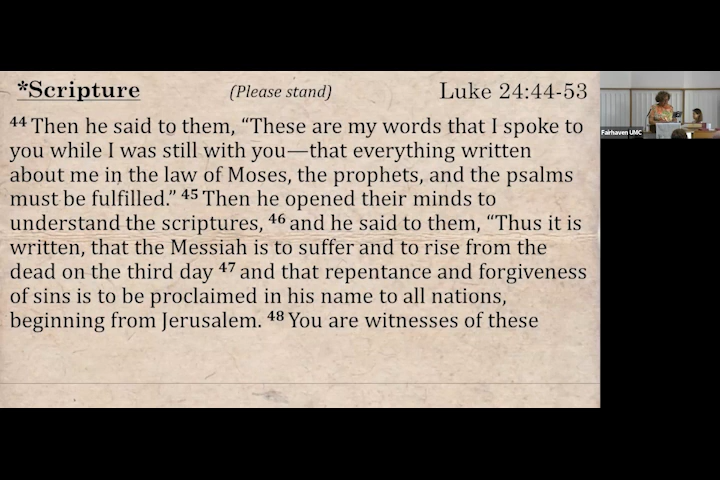 *Scripture (Please stand) Luke 24:44-53
44 Then he said to them, “These are my words that I spoke to
you while I was still with you—that everything written
about me in the law of Moses, the prophets, and the psalms
must be fulfilled.” 45 Then he opened their minds to
understand the scriptures, 46 and he said to them, “Thus it is
written, that the Messiah is to suffer and to rise from the
dead on the third day 47 and that repentance and forgiveness
of sins is to be proclaimed in his name to all nations,
beginning from Jerusalem. 48 You are witnesses of these
Fairhaven UMC